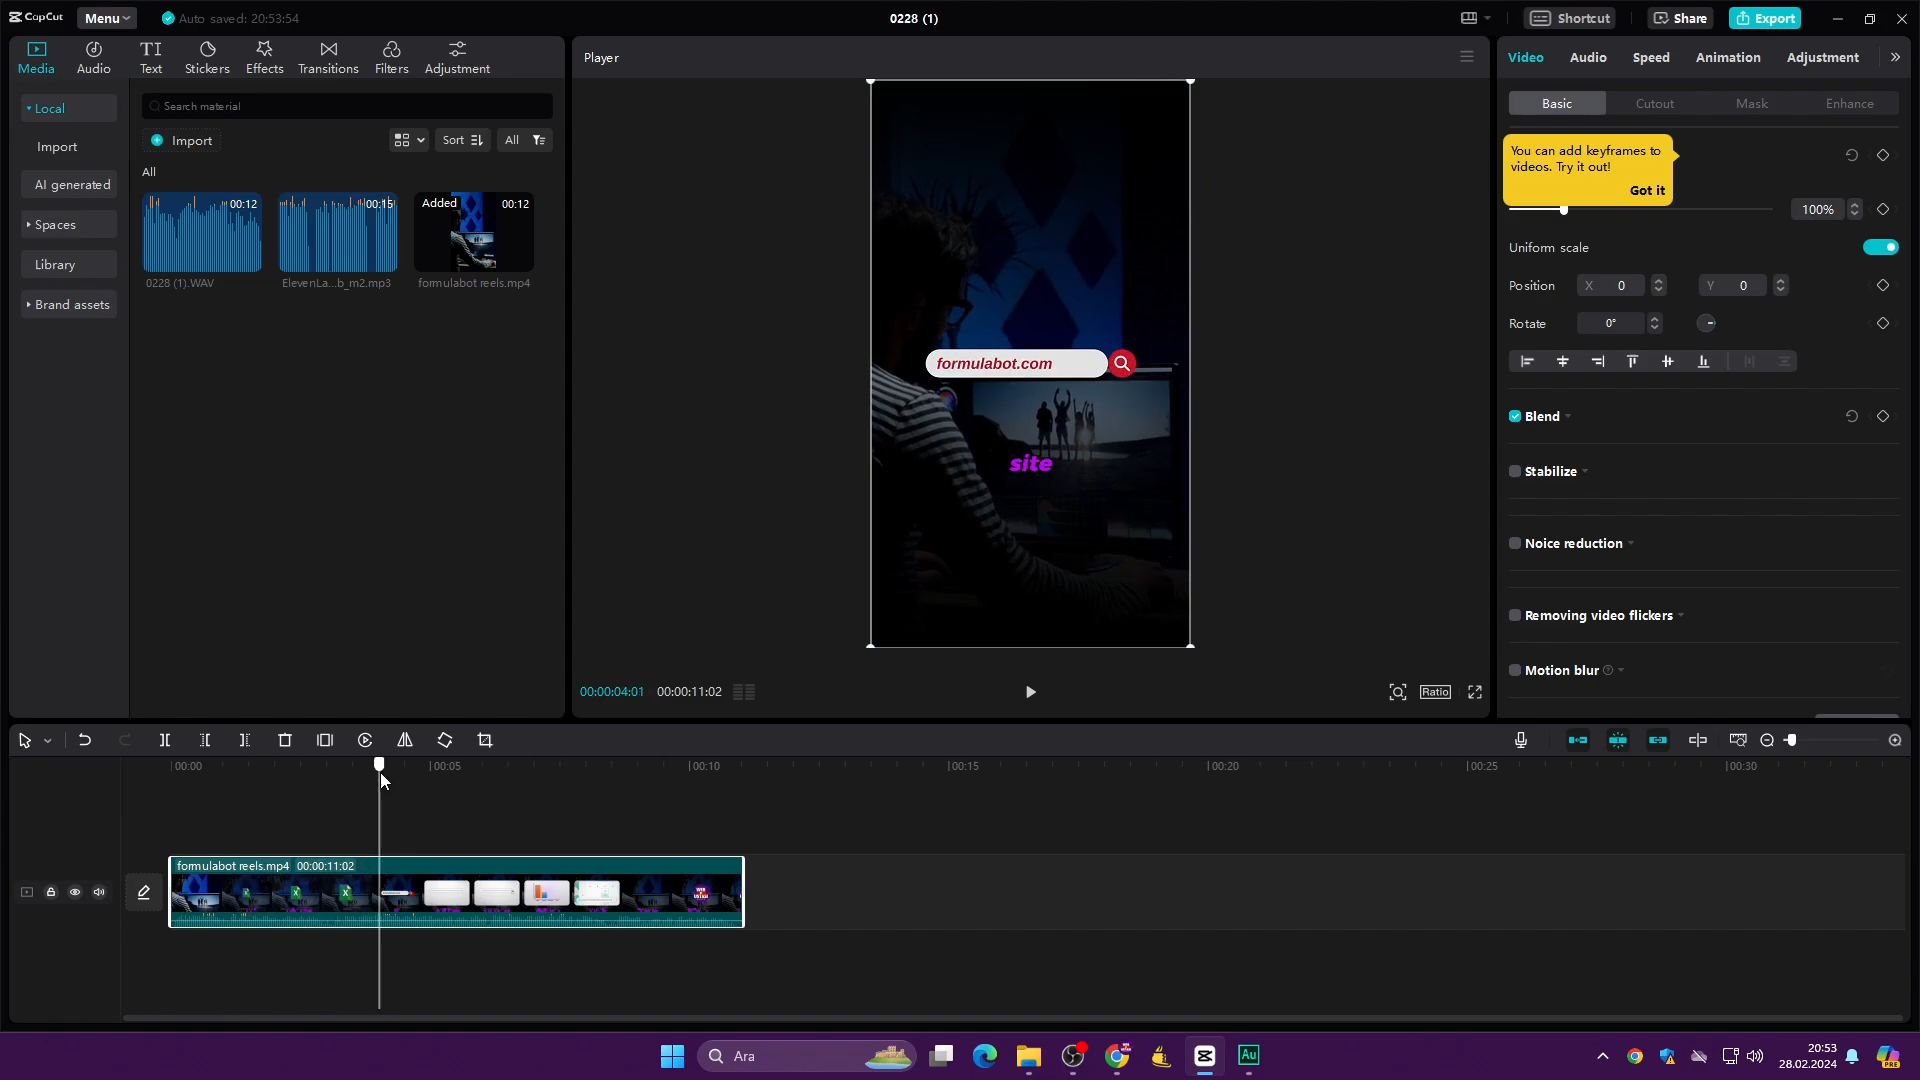 CapCut
Menu
Auto saved: 20:53:54
0228 (1)
Shortcut
Share
Export
Media
Audio
Text
Stickers
Effects
Transitions
Filters
Adjustment
Player
Video
Audio
Speed
Animation
Adjustment
Local
Import
AI generated
Spaces
Library
Brand assets
Search material
Import
Sort
All
All
00:12
00:15
Added
00:12
0228 (1).WAV
ElevenLa...b_m2.mp3
formulabot reels.mp4
formulabot.com
site
00:00:04:01
00:00:11:02
Ratio
Basic
Cutout
Mask
Enhance
You can add keyframes to
videos. Try it out!
Got it
100%
Uniform scale
Position
X
0
Y
0
Rotate
0°
Blend
Stabilize
Noice reduction
Removing video flickers
Motion blur
00:00
00:05
00:10
00:15
00:20
00:25
00:30
formulabot reels.mp4
00:00:11:02
Ara
Au
20:53
28.02.2024
PRE